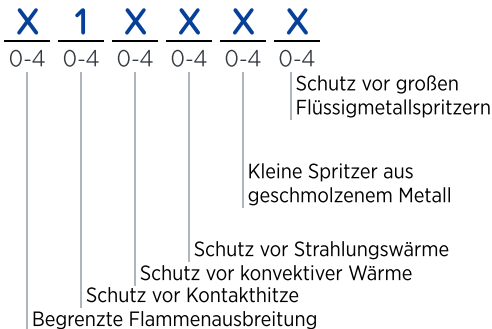 X 1 X X X X
0-4 0-4 0-4 0-4 0-4 0-4
Schutz vor großen
Flüssigmetallspritzern
Kleine Spritzer aus
geschmolzenem Metall
Schutz vor Strahlungswärme
Schutz vor konvektiver Wärme
Schutz vor Kontakthitze
Begrenzte Flammenausbreitung